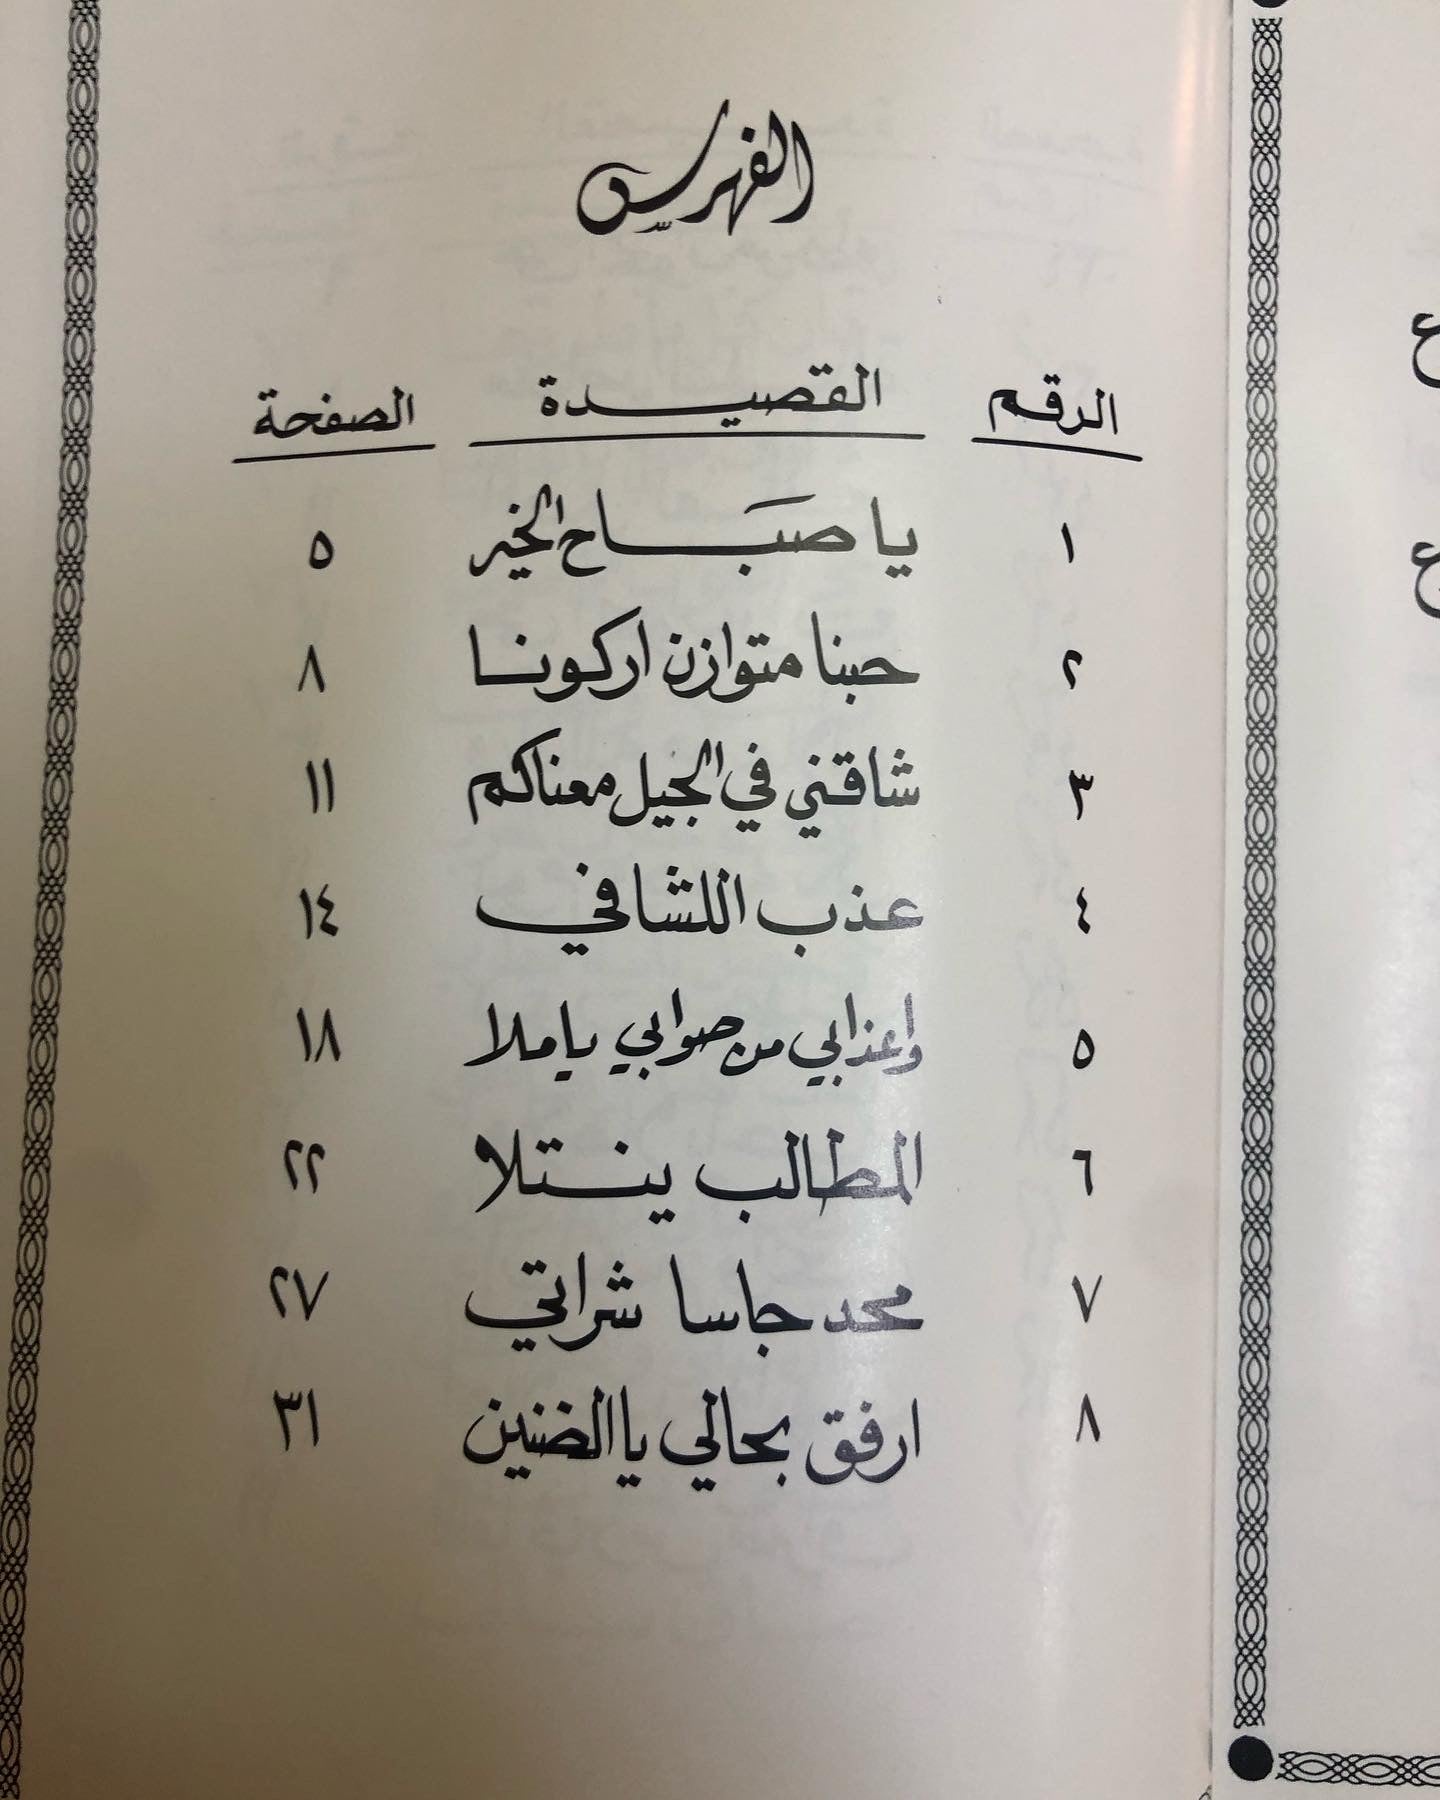 الفهرس
الرقم القصيدة الصفحة
١ يا صباح الخير ٥
٢ حبنا متوازن اركونا ٨
٣ شاقني في الجيل معناكم ١١
٤ عذب اللشافي ١٤
٥ واعذابي من صوابي ياملا ١٨
٦ المطالب ينستلا ٢٢
٧ محمد جاسا شراتي ٢٧
٨ ارفق بحالي يا الضنين ٣١